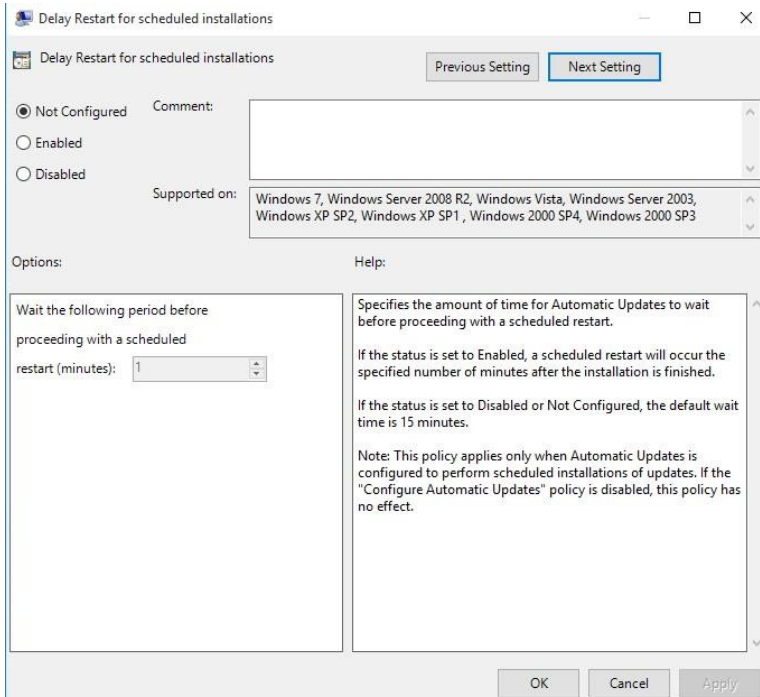 Delay Restart for scheduled installations
Delay Restart for scheduled installations
Previous Setting
Next Setting
Not Configured
Comment:
Enabled
Disabled
Supported on:
Windows 7, Windows Server 2008 R2, Windows Vista, Windows Server 2003,
Windows XP SP2, Windows XP SP1 , Windows 2000 SP4, Windows 2000 SP3
Options:
Help:
Wait the following period before
proceeding with a scheduled
restart (minutes):
1
Specifies the amount of time for Automatic Updates to wait
before proceeding with a scheduled restart.
If the status is set to Enabled, a scheduled restart will occur the
specified number of minutes after the installation is finished.
If the status is set to Disabled or Not Configured, the default wait
time is 15 minutes.
Note: This policy applies only when Automatic Updates is
configured to perform scheduled installations of updates. If the
"Configure Automatic Updates" policy is disabled, this policy has
no effect.
OK
Cancel
Apply